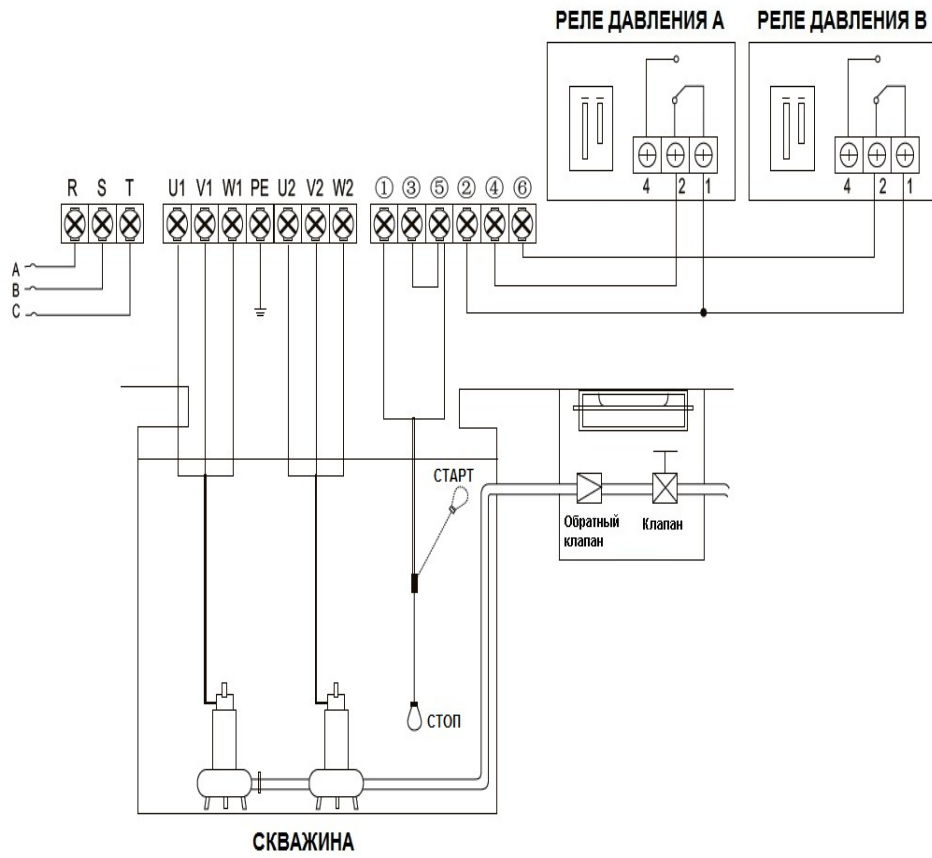 РЕЛЕ ДАВЛЕНИЯ A РЕЛЕ ДАВЛЕНИЯ B
4 2 1 4 2 1
R S T U1 V1 W1 PE U2 V2 W2 ① ③ ⑤ ② ④ ⑥
A
B
C
СТАРТ
Обратный
клапан
Клапан
СТОП
СКВАЖИНА